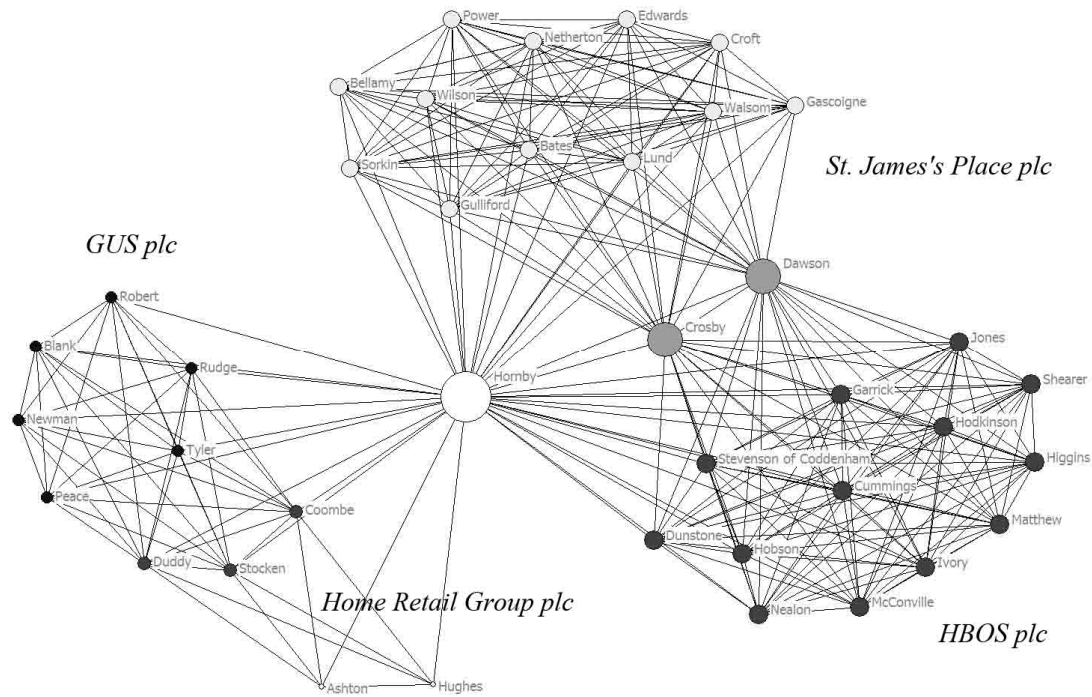 Power
Edwards
Netherton
Croft
Bellamy
Wilson
Walsom
Gascoigne
Bates
Lund
Sorkin
St. James's Place plc
Gulliford
GUS plc
Dawson
Robert
Crosby
Jones
Blank
Rudge
Hornby
Shearer
Garrick
Newman
Hodkinson
Tyler
Stevenson of Coddenham
Higgins
Cummings
Peace
Coombe
Matthew
Dunstone
Hobson
Duddy
Stocken
Ivory
Home Retail Group plc
McConville
Nealon
HBOS plc
Ashton
Hughes